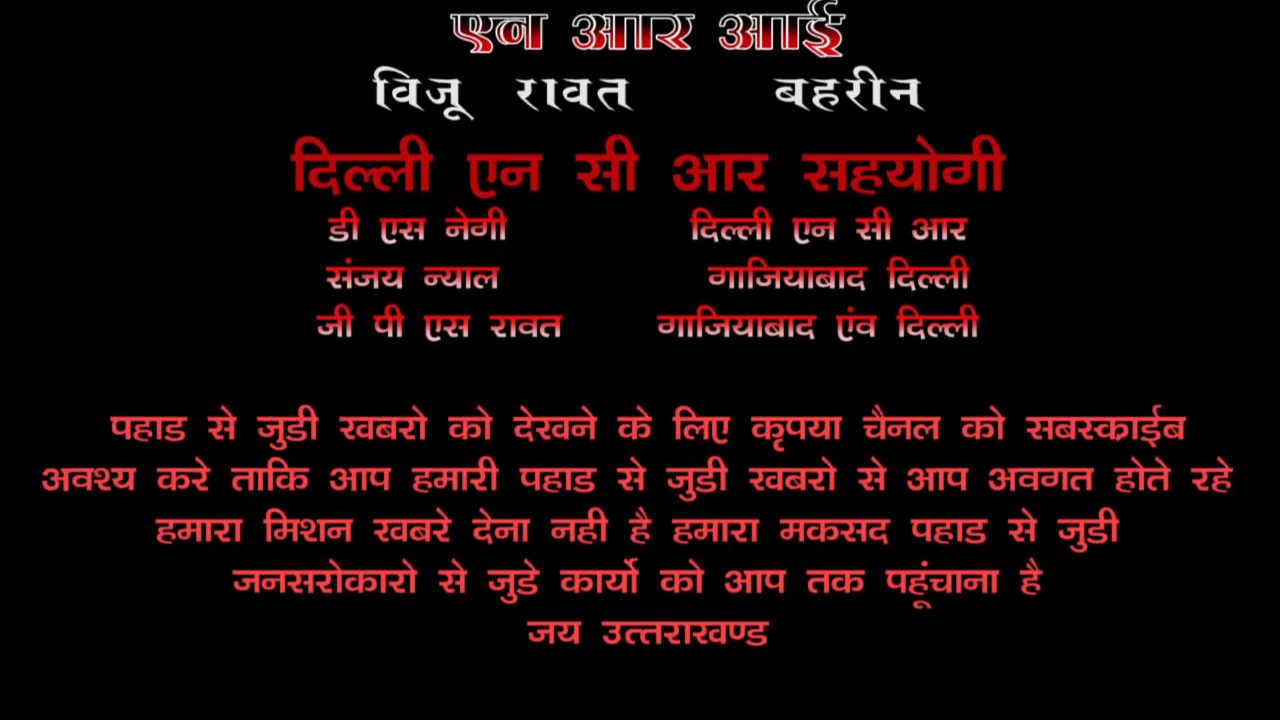 एन आर आई
विजू रावत बहरीन
दिल्ली एन सी आर सहयोगी
डी एस नेगी दिल्ली एन सी आर
संजय न्याल गाजियाबाद दिल्ली
जी पी एस रावत गाजियाबाद एंव दिल्ली
पहाड से जुडी खबरो को देखने के लिए कृपया चैनल को सबस्काईब
अवश्य करे ताकि आप हमारी पहाड से जुडी खबरो से आप अवगत होते रहे
हमारा मिशन खबरे देना नही है हमारा मकसद पहाड से जुडी
जनसरोकारो से जुडे कार्यो को आप तक पहूंचाना है
जय उत्तराखण्ड